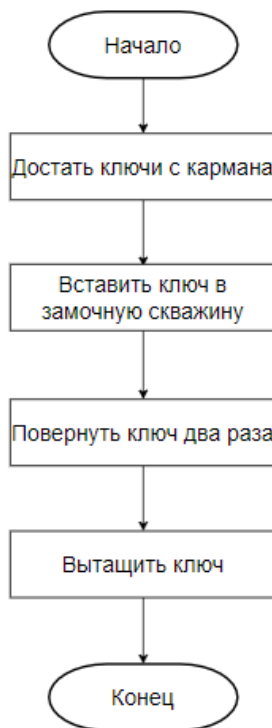 Начало
Достать ключи с кармана
Вставить ключ в
замочную скважину
Повернуть ключ два раза
Вытащить ключ
Конец